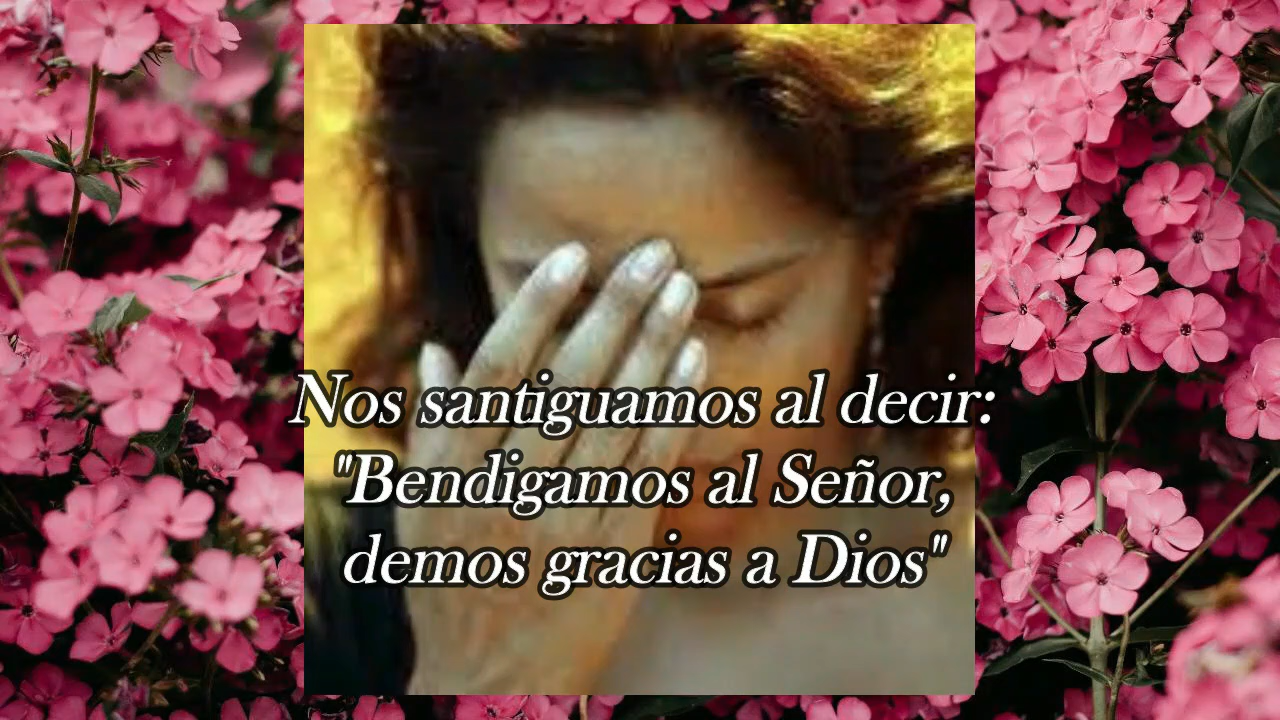 Nos santiguamos al decir:
"Bendigamos al Señor,
demos gracias a Dios"